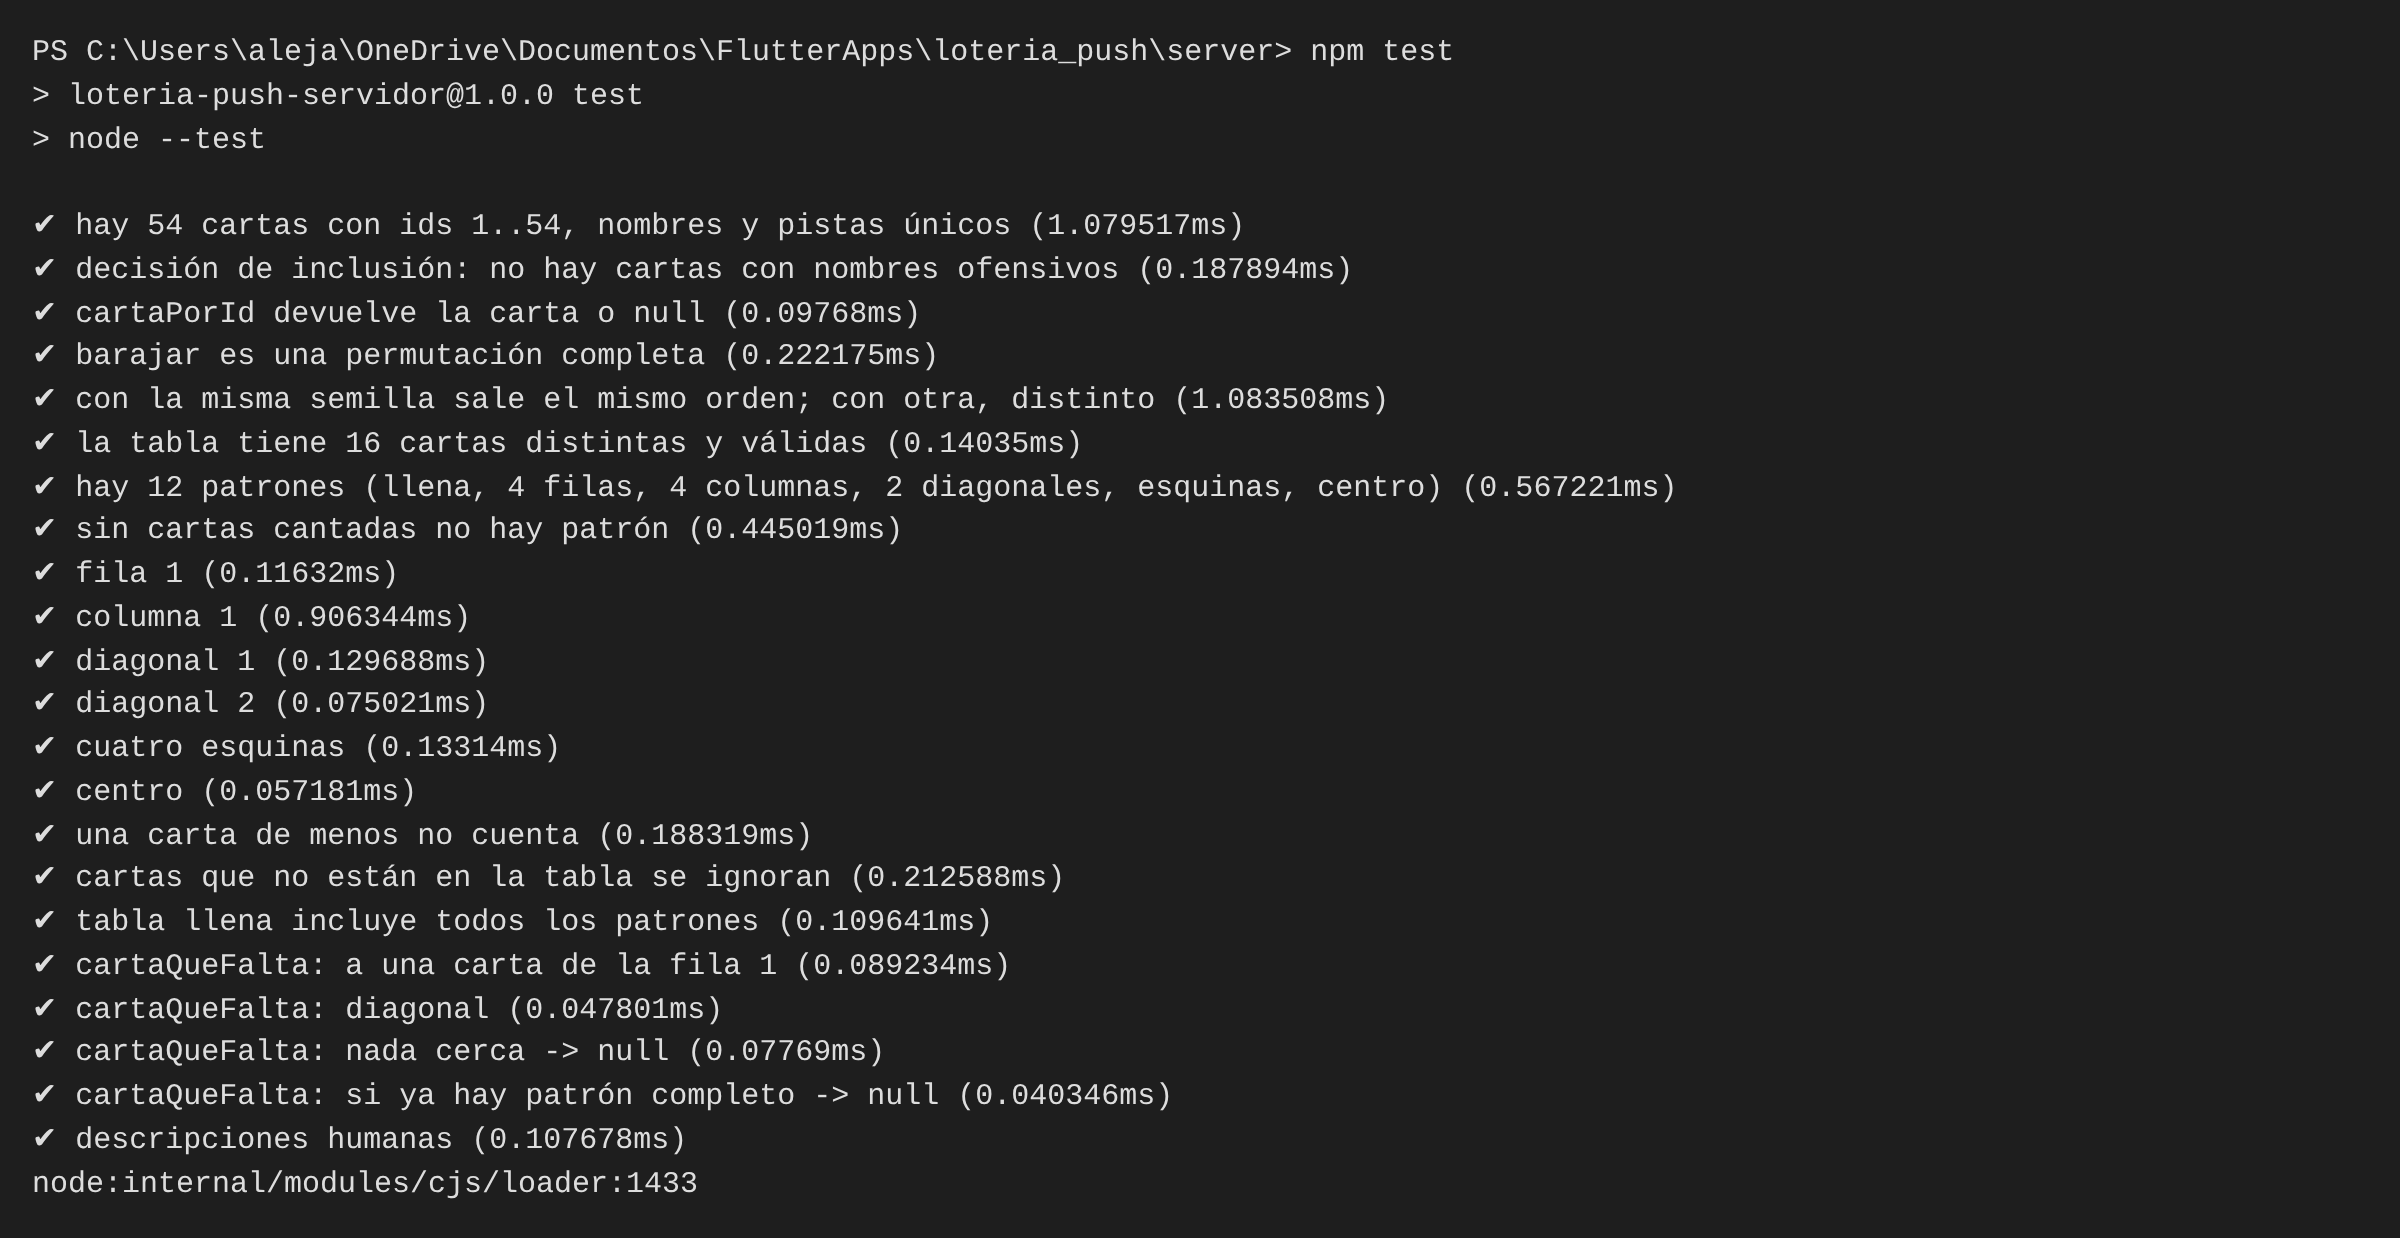 PS C:\Users\aleja\OneDrive\Documentos\FlutterApps\loteria_push\server> npm test
> loteria-push-servidor@1.0.0 test
> node --test
✔ hay 54 cartas con ids 1..54, nombres y pistas únicos (1.079517ms)
✔ decisión de inclusión: no hay cartas con nombres ofensivos (0.187894ms)
✔ cartaPorId devuelve la carta o null (0.09768ms)
✔ barajar es una permutación completa (0.222175ms)
✔ con la misma semilla sale el mismo orden; con otra, distinto (1.083508ms)
✔ la tabla tiene 16 cartas distintas y válidas (0.14035ms)
✔ hay 12 patrones (llena, 4 filas, 4 columnas, 2 diagonales, esquinas, centro) (0.567221ms)
✔ sin cartas cantadas no hay patrón (0.445019ms)
✔ fila 1 (0.11632ms)
✔ columna 1 (0.906344ms)
✔ diagonal 1 (0.129688ms)
✔ diagonal 2 (0.075021ms)
✔ cuatro esquinas (0.13314ms)
✔ centro (0.057181ms)
✔ una carta de menos no cuenta (0.188319ms)
✔ cartas que no están en la tabla se ignoran (0.212588ms)
✔ tabla llena incluye todos los patrones (0.109641ms)
✔ cartaQueFalta: a una carta de la fila 1 (0.089234ms)
✔ cartaQueFalta: diagonal (0.047801ms)
✔ cartaQueFalta: nada cerca -> null (0.07769ms)
✔ cartaQueFalta: si ya hay patrón completo -> null (0.040346ms)
✔ descripciones humanas (0.107678ms)
node:internal/modules/cjs/loader:1433